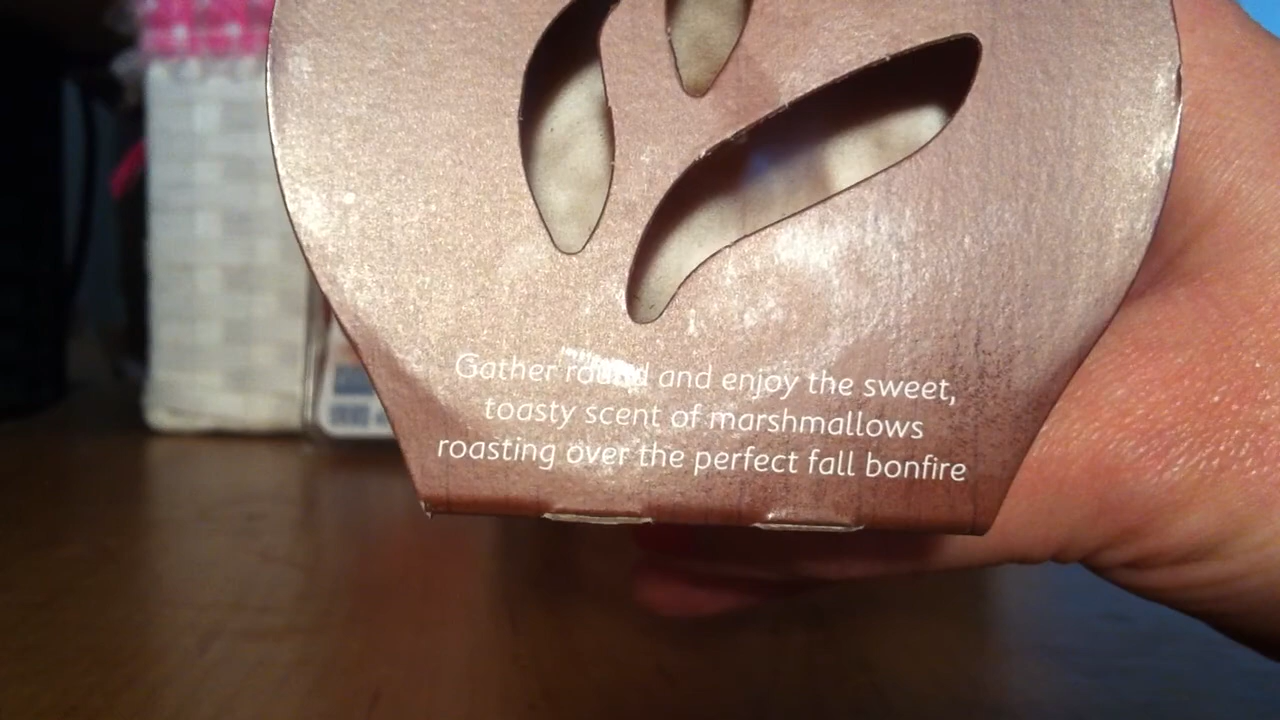 Gather round and enjoy the sweet,
toasty scent of marshmallows
roasting over the perfect fall bonfire